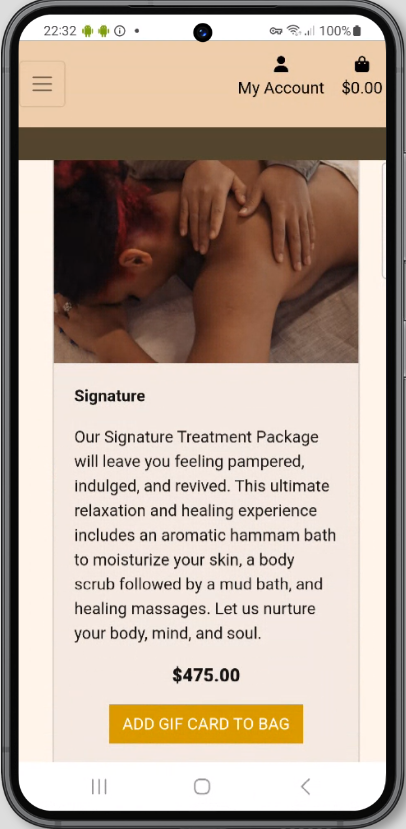 22:32 100%
My Account $0.00
Signature
Our Signature Treatment Package
will leave you feeling pampered,
indulged, and revived. This ultimate
relaxation and healing experience
includes an aromatic hammam bath
to moisturize your skin, a body
scrub followed by a mud bath, and
healing massages. Let us nurture
your body, mind, and soul.
$475.00
ADD GIF CARD TO BAG